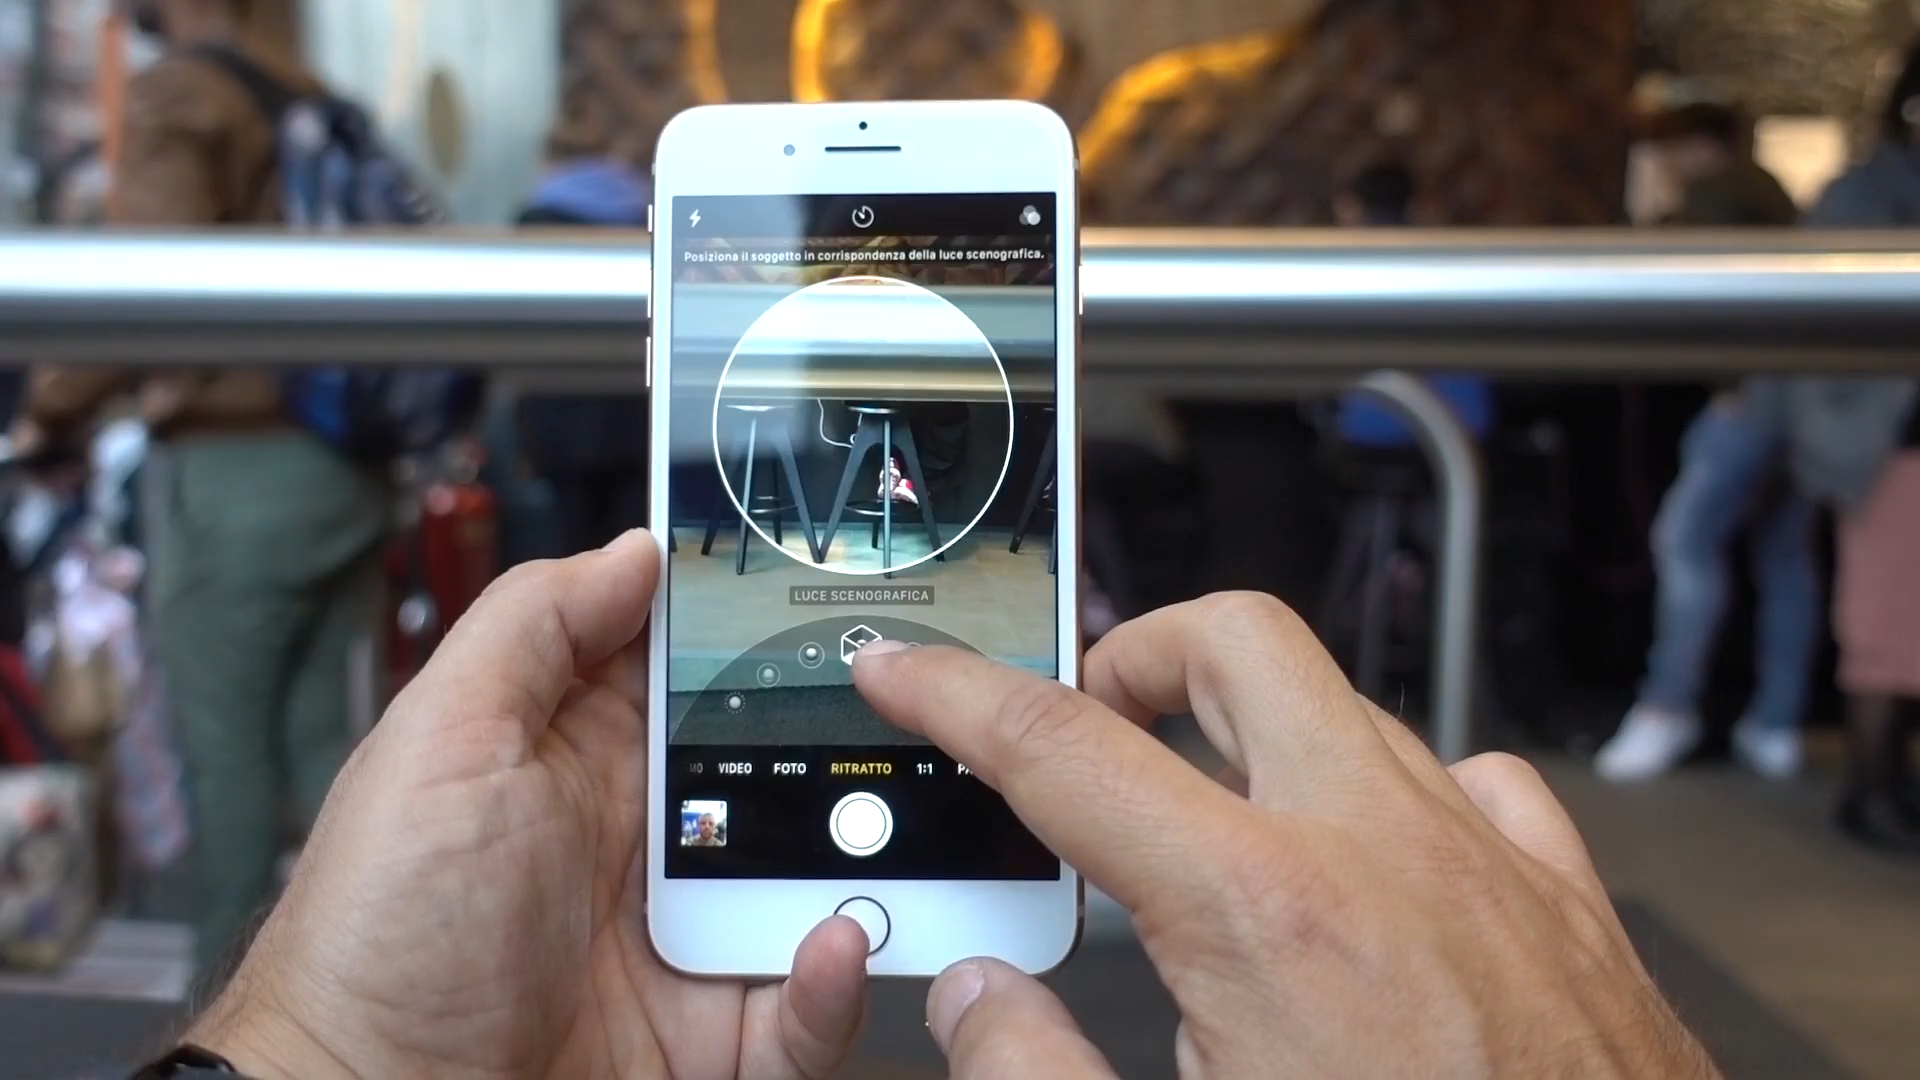 Posiziona il soggetto in corrispondenza della luce scenografica.
LUCE SCENOGRAFICA
VIDEO FOTO RITRATTO 1:1